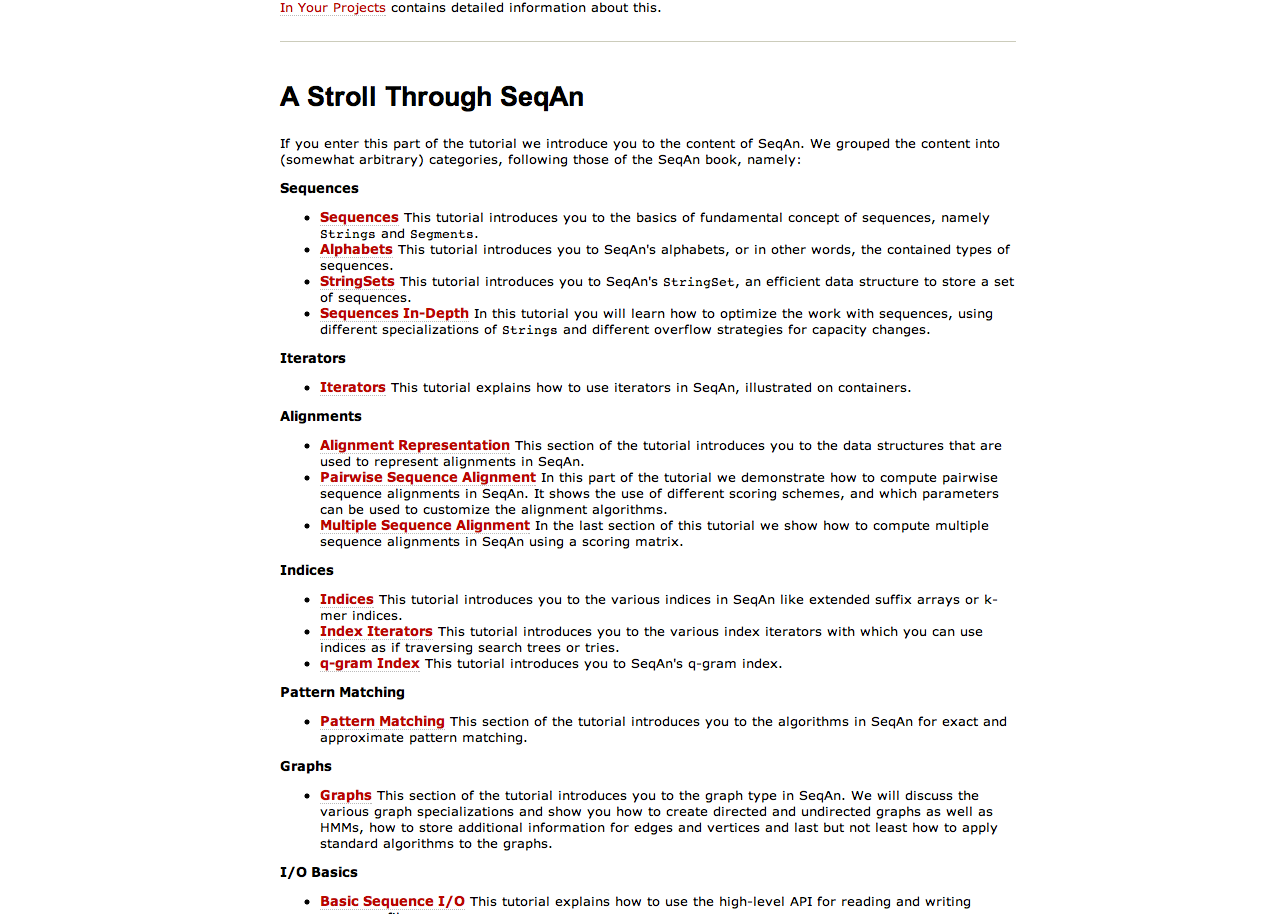 In Your Projects contains detailed information about this.
A Stroll Through SeqAn
If you enter this part of the tutorial we introduce you to the content of SeqAn. We grouped the content into
(somewhat arbitrary) categories, following those of the SeqAn book, namely:
Sequences
• Sequences This tutorial introduces you to the basics of fundamental concept of sequences, namely
Strings and Segments.
• Alphabets This tutorial introduces you to SeqAn's alphabets, or in other words, the contained types of
sequences.
• StringSets This tutorial introduces you to SeqAn's StringSet, an efficient data structure to store a set
of sequences.
• Sequences In-Depth In this tutorial you will learn how to optimize the work with sequences, using
different specializations of Strings and different overflow strategies for capacity changes.
Iterators
• Iterators This tutorial explains how to use iterators in SeqAn, illustrated on containers.
Alignments
• Alignment Representation This section of the tutorial introduces you to the data structures that are
used to represent alignments in SeqAn.
• Pairwise Sequence Alignment In this part of the tutorial we demonstrate how to compute pairwise
sequence alignments in SeqAn. It shows the use of different scoring schemes, and which parameters
can be used to customize the alignment algorithms.
• Multiple Sequence Alignment In the last section of this tutorial we show how to compute multiple
sequence alignments in SeqAn using a scoring matrix.
Indices
• Indices This tutorial introduces you to the various indices in SeqAn like extended suffix arrays or k-
mer indices.
• Index Iterators This tutorial introduces you to the various index iterators with which you can use
indices as if traversing search trees or tries.
• q-gram Index This tutorial introduces you to SeqAn's q-gram index.
Pattern Matching
• Pattern Matching This section of the tutorial introduces you to the algorithms in SeqAn for exact and
approximate pattern matching.
Graphs
• Graphs This section of the tutorial introduces you to the graph type in SeqAn. We will discuss the
various graph specializations and show you how to create directed and undirected graphs as well as
HMMs, how to store additional information for edges and vertices and last but not least how to apply
standard algorithms to the graphs.
I/O Basics
• Basic Sequence I/O This tutorial explains how to use the high-level API for reading and writing